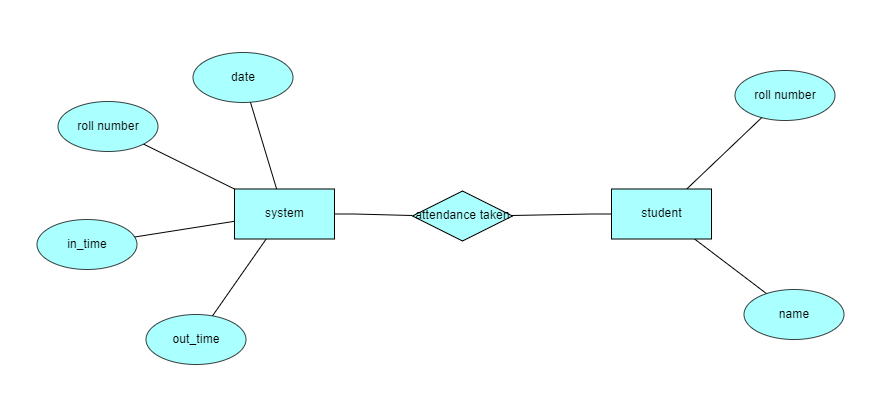 date
roll number
roll number
system
attendance taken
student
in_time
name
out_time